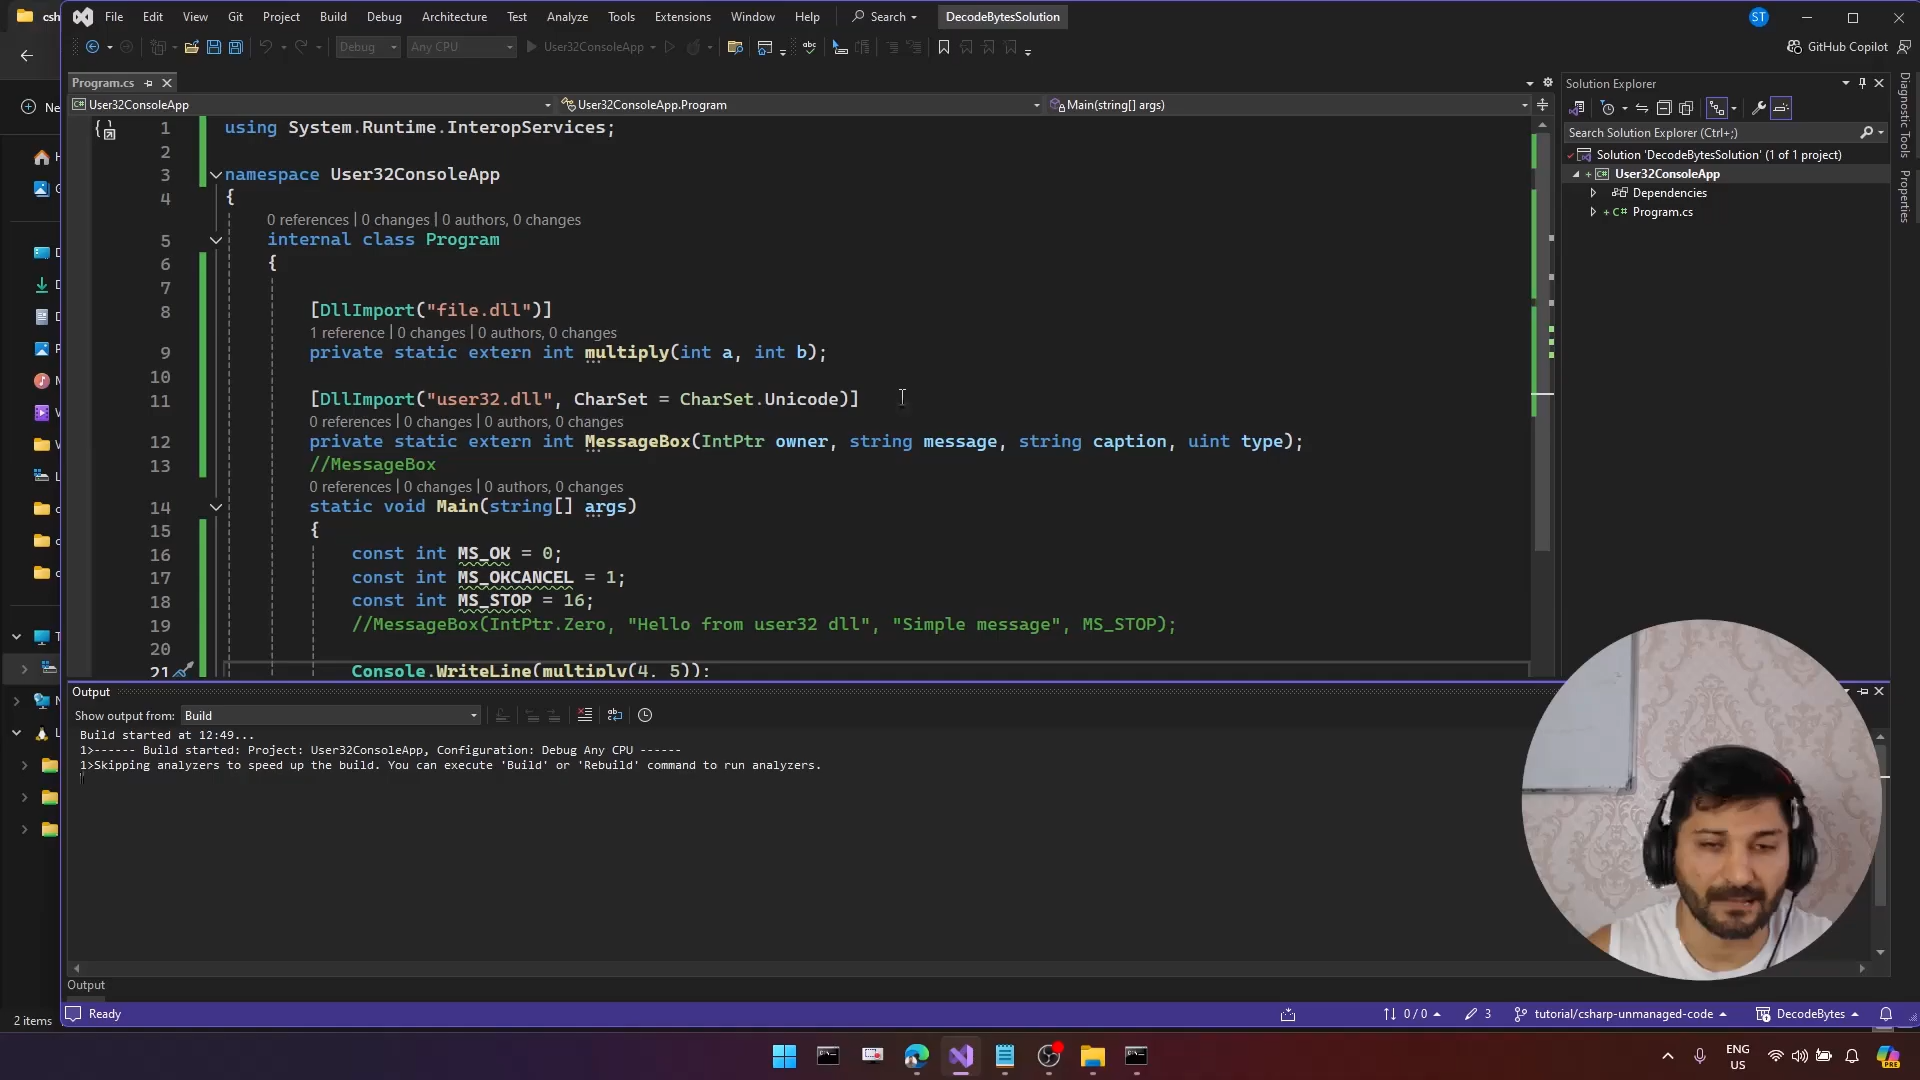 csh
File Edit View Git Project Build Debug Architecture Test Analyze Tools Extensions Window Help Search DecodeBytesSolution ST
Debug Any CPU User32ConsoleApp GitHub Copilot
Program.cs
User32ConsoleApp User32ConsoleApp.Program Main(string[] args)
1 using System.Runtime.InteropServices;
2
3 namespace User32ConsoleApp
4 {
0 references | 0 changes | 0 authors, 0 changes
5 internal class Program
6 {
7
8 [DllImport("file.dll")]
1 reference | 0 changes | 0 authors, 0 changes
9 private static extern int multiply(int a, int b);
10
11 [DllImport("user32.dll", CharSet = CharSet.Unicode)]
0 references | 0 changes | 0 authors, 0 changes
12 private static extern int MessageBox(IntPtr owner, string message, string caption, uint type);
13 //MessageBox
0 references | 0 changes | 0 authors, 0 changes
14 static void Main(string[] args)
15 {
16 const int MS_OK = 0;
17 const int MS_OKCANCEL = 1;
18 const int MS_STOP = 16;
19 //MessageBox(IntPtr.Zero, "Hello from user32 dll", "Simple message", MS_STOP);
20
21 Console.WriteLine(multiply(4, 5));
Solution Explorer
Search Solution Explorer (Ctrl+;)
Solution 'DecodeBytesSolution' (1 of 1 project)
User32ConsoleApp
Dependencies
C# Program.cs
Diagnostic Tools
Properties
Output
Show output from: Build
Build started at 12:49...
1>------ Build started: Project: User32ConsoleApp, Configuration: Debug Any CPU ------
1>Skipping analyzers to speed up the build. You can execute 'Build' or 'Rebuild' command to run analyzers.
Output
Ready 0 / 0 3 tutorial/csharp-unmanaged-code DecodeBytes
2 items
ENG
US
PRE